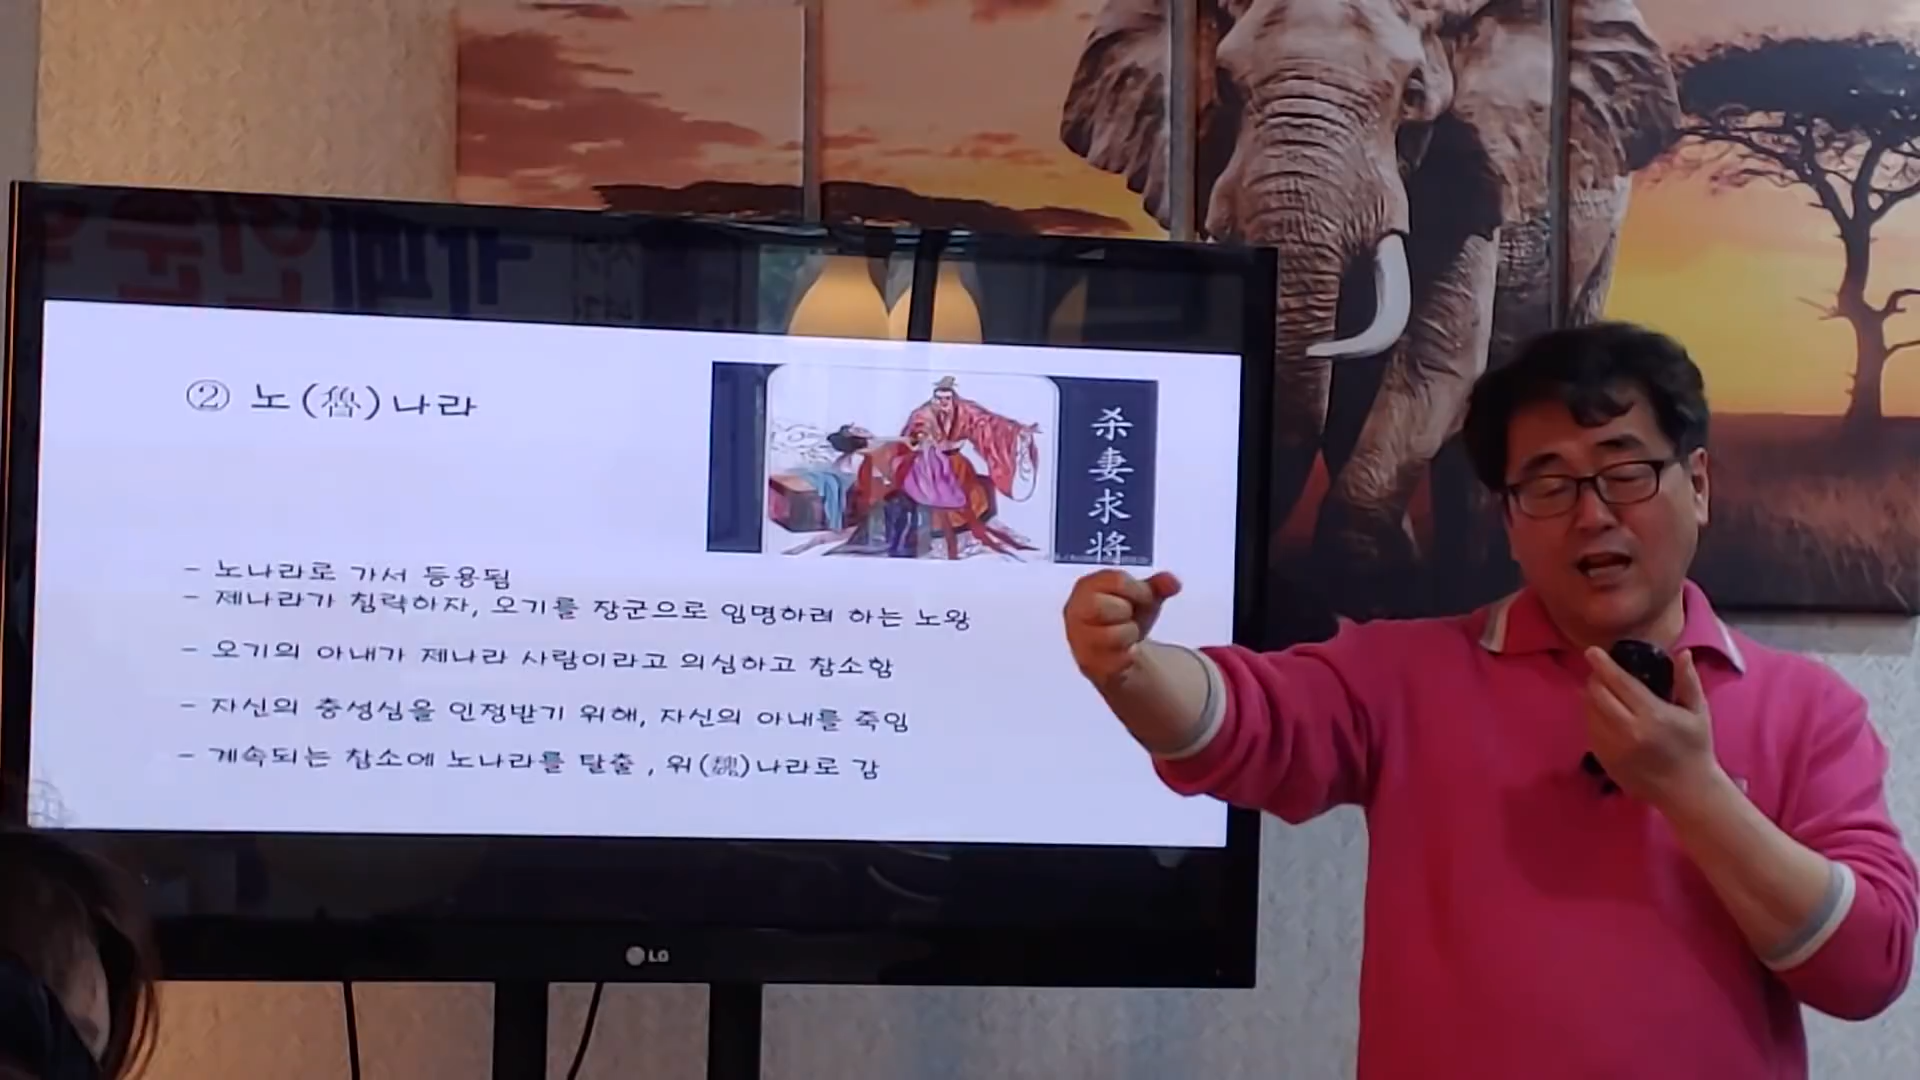 ② 노(魯)나라
杀妻求将
- 노나라로 가서 등용됨
- 제나라가 침략하자, 오기를 장군으로 임명하려 하는 노왕
- 오기의 아내가 제나라 사람이라고 의심하고 참소함
- 자신의 충성심을 인정받기 위해, 자신의 아내를 죽임
- 계속되는 참소에 노나라를 탈출, 위(魏)나라로 감
LG